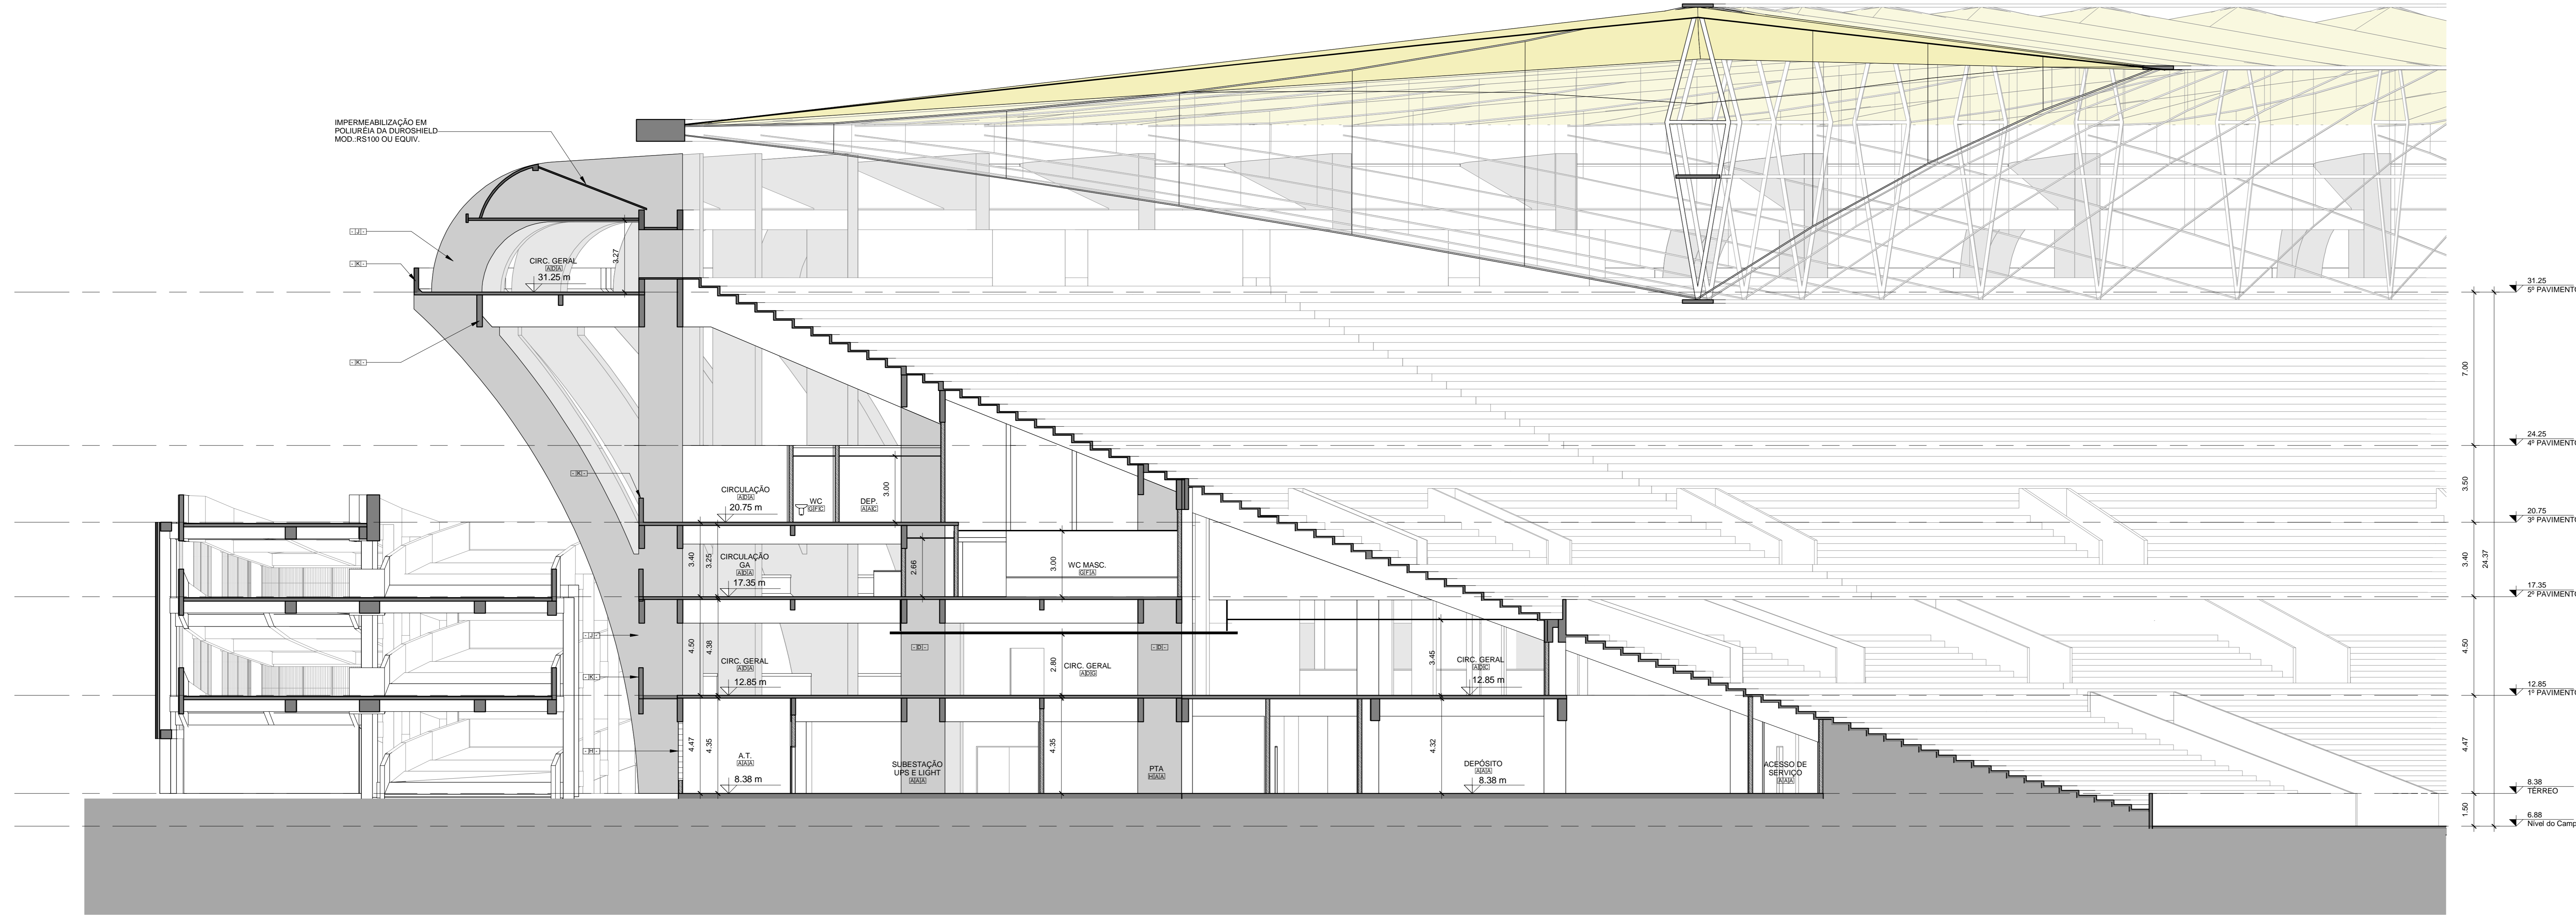 IMPERMEABILIZAÇÃO EM
POLIURÉIA DA DUROSHIELD
MOD.:RS100 OU EQUIV.
- J -
- K -
- K -
CIRC. GERAL
A D A
31.25 m
3.27
- K -
CIRCULAÇÃO
A D A
20.75 m
WC
G F C
DEP.
A A C
3.00
3.40
3.25
CIRCULAÇÃO
GA
A D A
17.35 m
2.66
3.00
WC MASC.
G F A
- J -
- K -
4.50
4.38
CIRC. GERAL
A D A
12.85 m
- D -
- D -
2.80
CIRC. GERAL
A D G
3.45
CIRC. GERAL
A D C
12.85 m
- H -
4.47
4.35
A.T.
A A A
8.38 m
SUBESTAÇÃO
UPS E LIGHT
A A A
4.35
PTA
H A A
4.32
DEPÓSITO
A A A
8.38 m
ACESSO DE
SERVIÇO
A A A
31.25
5º PAVIMENTO
7.00
24.25
4º PAVIMENTO
3.50
20.75
3º PAVIMENTO
3.40
24.37
17.35
2º PAVIMENTO
4.50
12.85
1º PAVIMENTO
4.47
8.38
TÉRREO
1.50
6.88
Nível do Camp